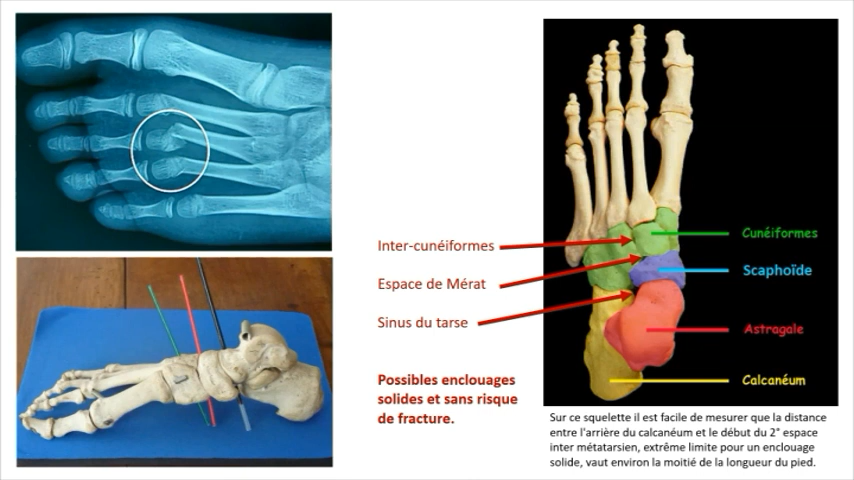 Inter-cunéiformes
Espace de Mérat
Sinus du tarse
Possibles enclouages
solides et sans risque
de fracture.
Cunéiformes
Scaphoïde
Astragale
Calcanéum
Sur ce squelette il est facile de mesurer que la distance
entre l'arrière du calcanéum et le début du 2° espace
inter métatarsien, extrême limite pour un enclouage
solide, vaut environ la moitié de la longueur du pied.